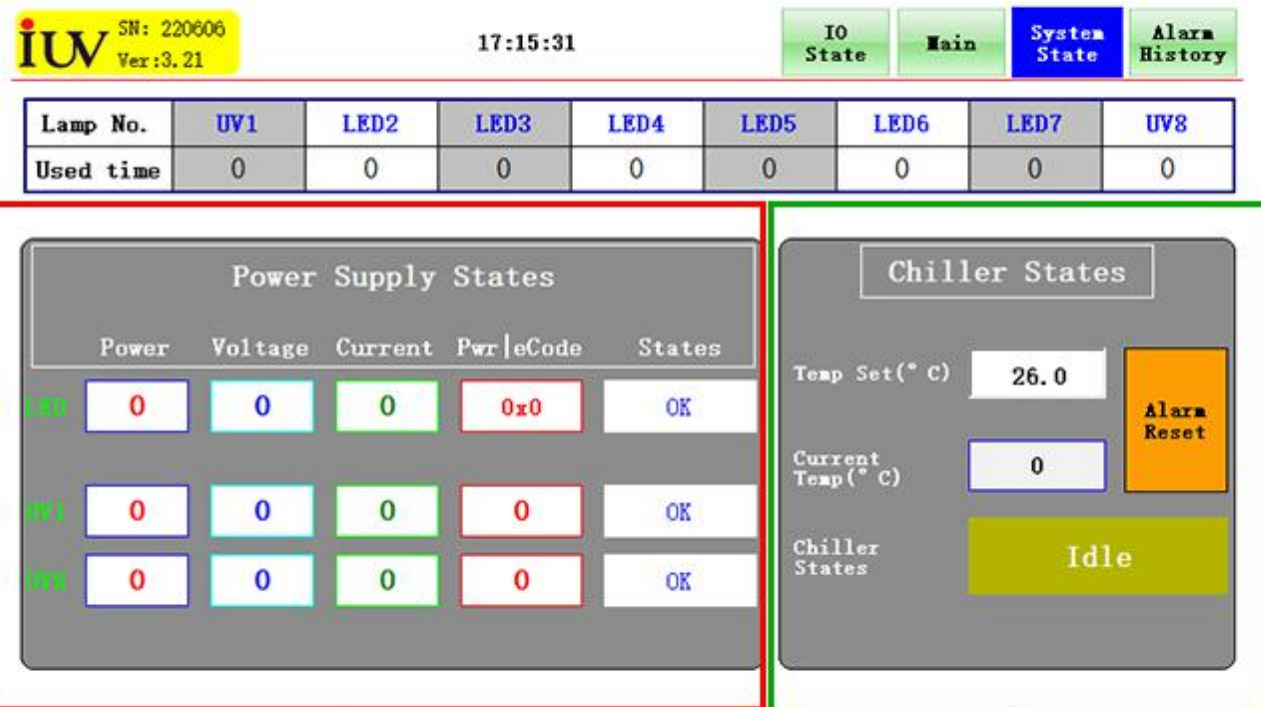 iUV SN: 220606
Ver:3.21
17:15:31
IO State
Main
System State
Alarm History
Lamp No. UV1 LED2 LED3 LED4 LED5 LED6 LED7 UV8
Used time 0 0 0 0 0 0 0 0
Power Supply States
Power Voltage Current Pwr|eCode States
LED 0 0 0 0x0 OK
UV1 0 0 0 0 OK
UV8 0 0 0 0 OK
Chiller States
Temp Set(°C) 26.0
Alarm
Reset
Current
Temp(°C) 0
Chiller
States
Idle